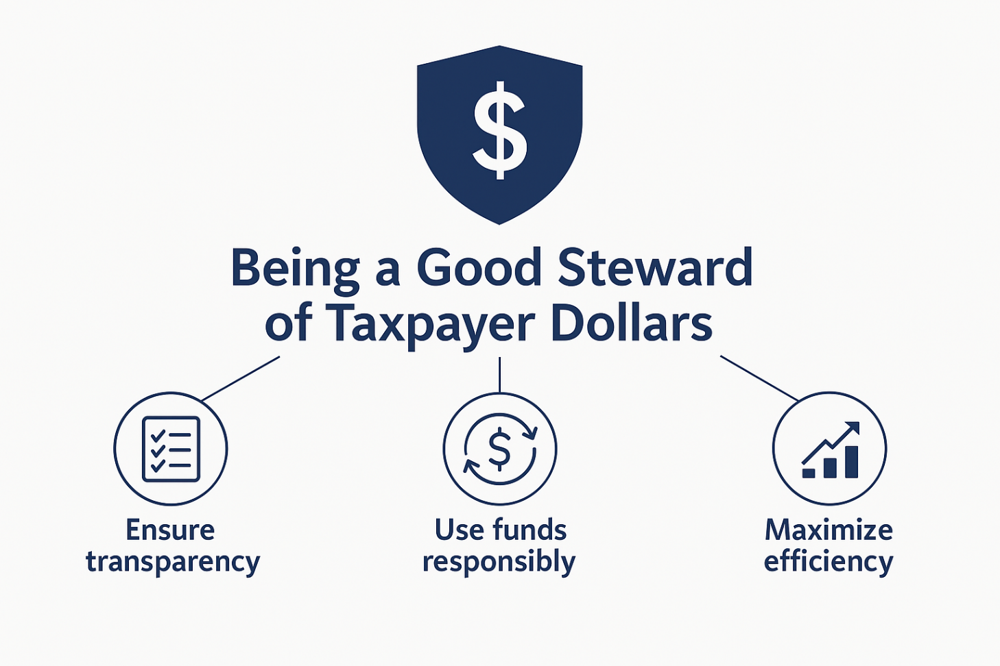 $
Being a Good Steward
of Taxpayer Dollars
$
Ensure
transparency
Use funds
responsibly
Maximize
efficiency